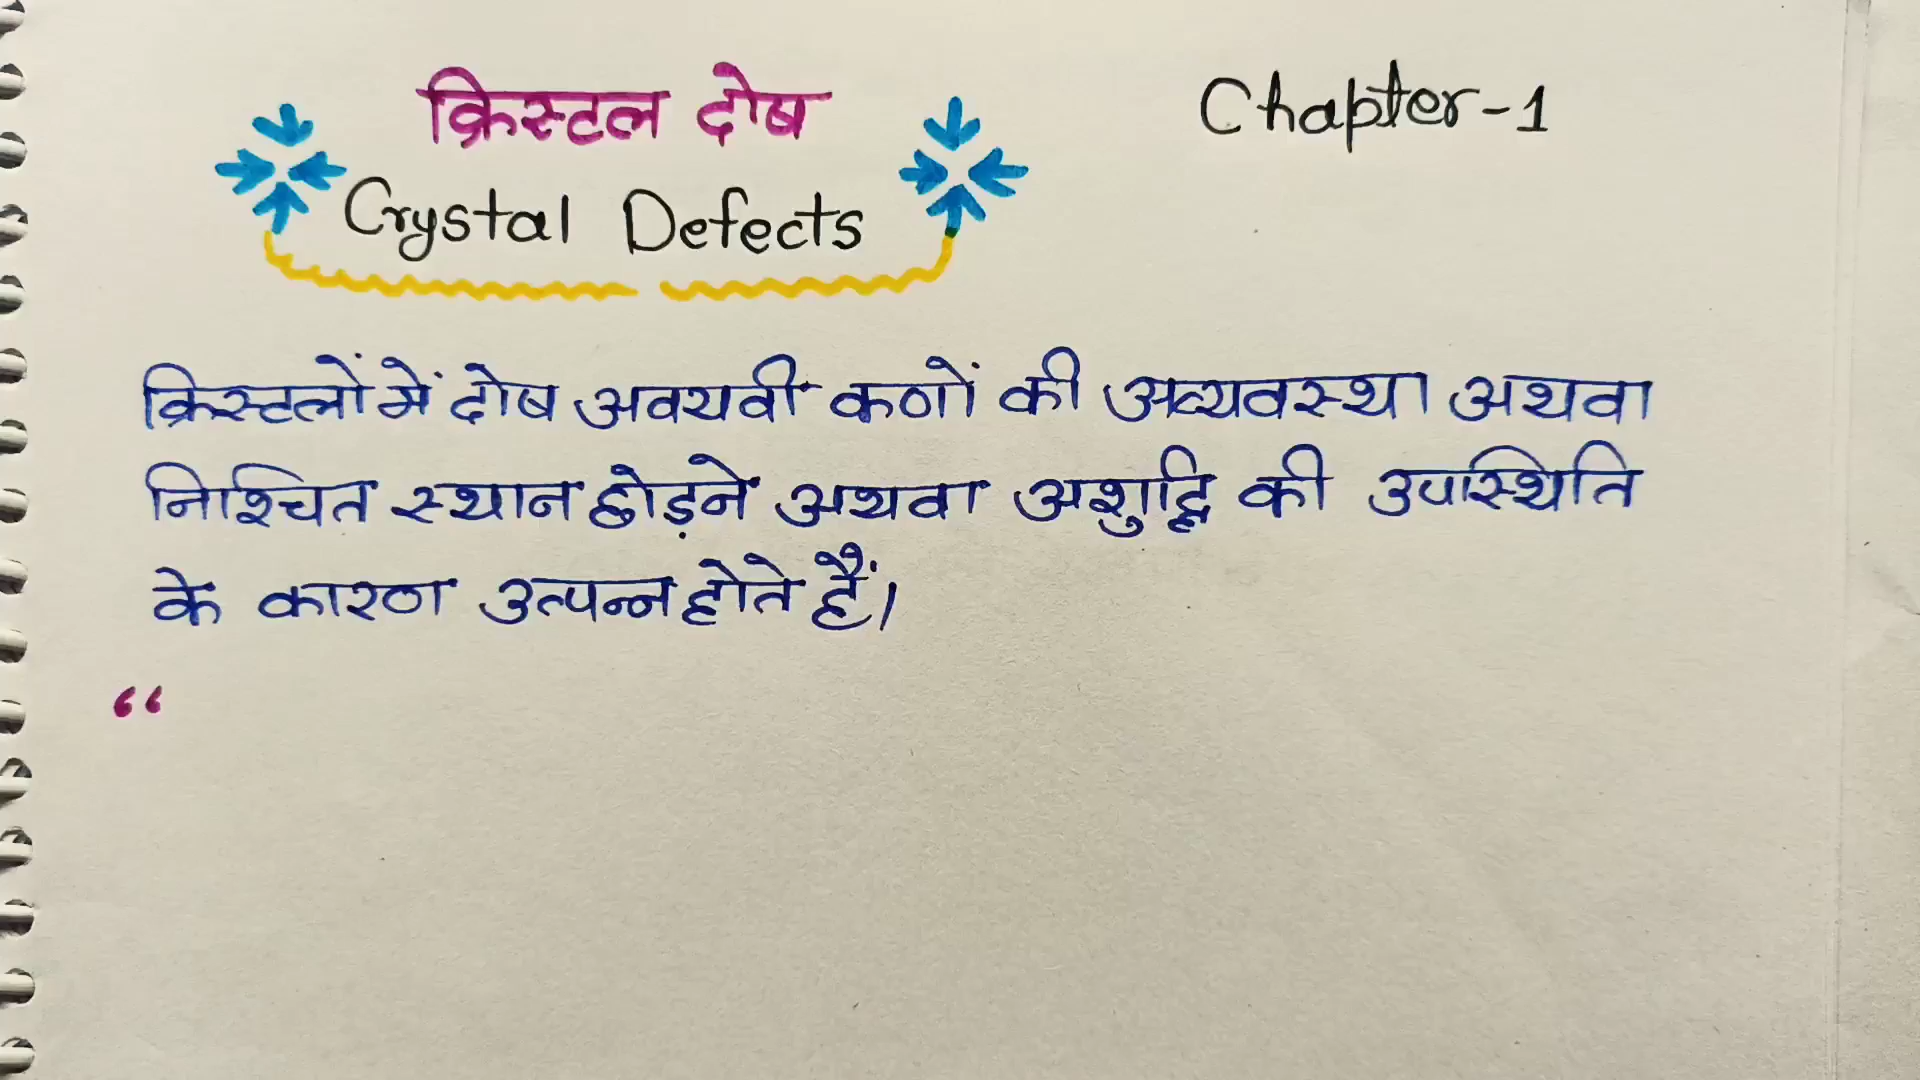 क्रिस्टल दोष
Chapter-1
Crystal Defects
क्रिस्टलों में दोष अवयवी कणों की अव्यवस्था अथवा
निश्चित स्थान छोड़ने अथवा अशुद्धि की उपस्थिति
के कारण उत्पन्न होते हैं।
“